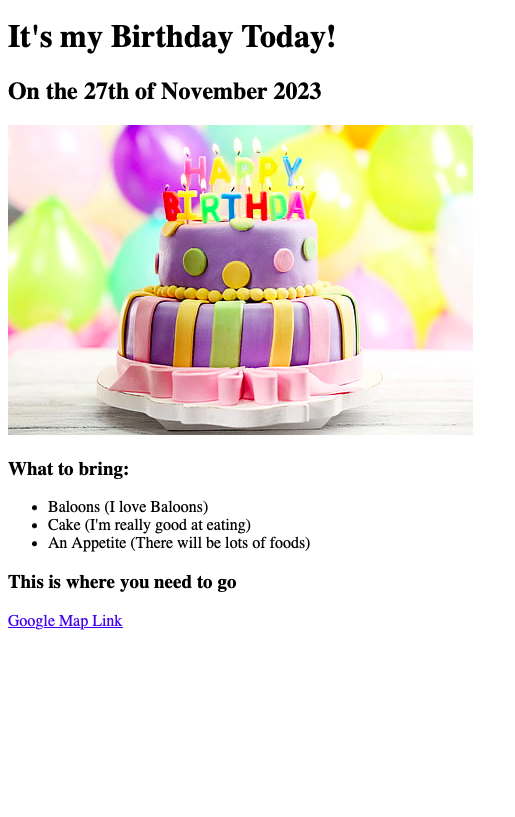 It's my Birthday Today!
On the 27th of November 2023
HAPPY
BIRTHDAY
What to bring:
Baloons (I love Baloons)
Cake (I'm really good at eating)
An Appetite (There will be lots of foods)
This is where you need to go
Google Map Link